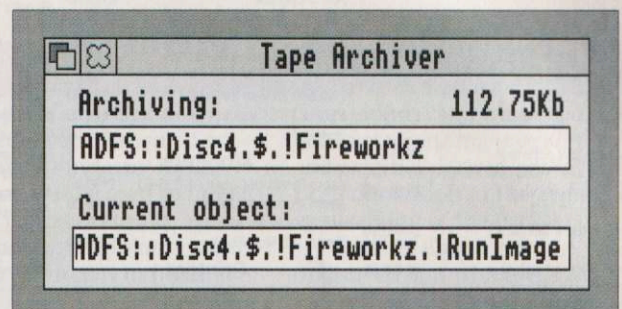 Tape Archiver
Archiving: 112.75Kb
ADFS::Disc4.$.!Fireworkz
Current object:
ADFS::Disc4.$.!Fireworkz.!RunImage